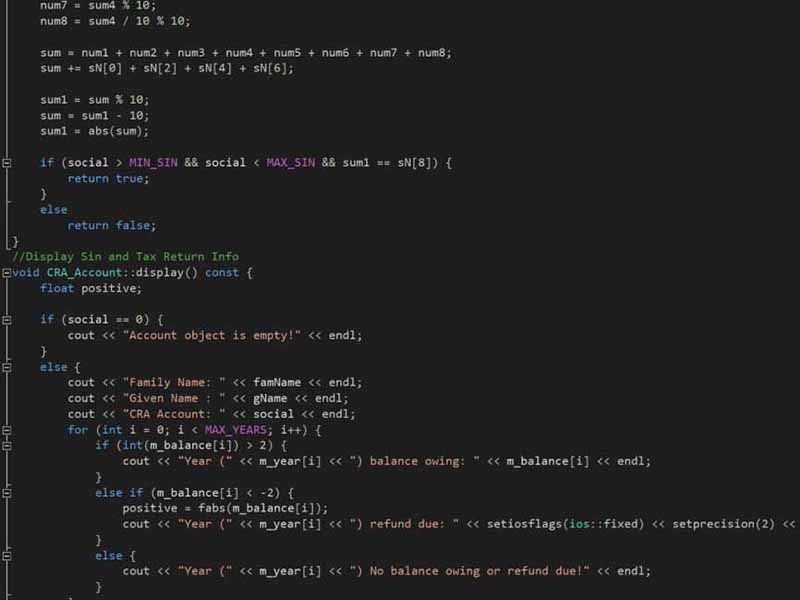 num7 = sum4 % 10;
num8 = sum4 / 10 % 10;
sum = num1 + num2 + num3 + num4 + num5 + num6 + num7 + num8;
sum += sN[0] + sN[2] + sN[4] + sN[6];
sum1 = sum % 10;
sum = sum1 - 10;
sum1 = abs(sum);
if (social > MIN_SIN && social < MAX_SIN && sum1 == sN[8]) {
return true;
}
else
return false;
}
//Display Sin and Tax Return Info
void CRA_Account::display() const {
float positive;
if (social == 0) {
cout << "Account object is empty!" << endl;
}
else {
cout << "Family Name: " << famName << endl;
cout << "Given Name : " << gName << endl;
cout << "CRA Account: " << social << endl;
for (int i = 0; i < MAX_YEARS; i++) {
if (int(m_balance[i]) > 2) {
cout << "Year (" << m_year[i] << ") balance owing: " << m_balance[i] << endl;
}
else if (m_balance[i] < -2) {
positive = fabs(m_balance[i]);
cout << "Year (" << m_year[i] << ") refund due: " << setiosflags(ios::fixed) << setprecision(2) <<
}
else {
cout << "Year (" << m_year[i] << ") No balance owing or refund due!" << endl;
}